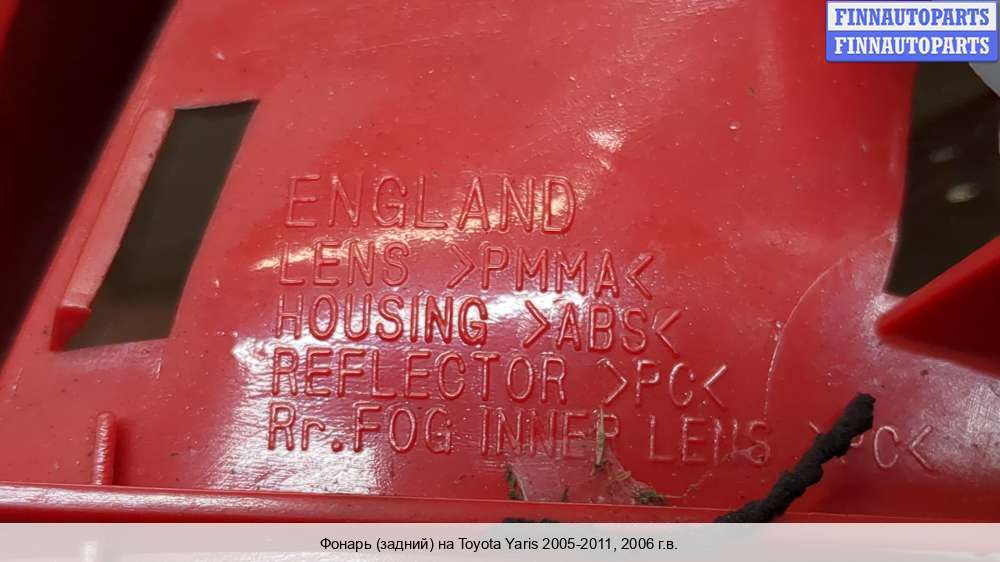 FINNAUTOPARTS
FINNAUTOPARTS
ENGLAND
LENS >PMMA<
HOUSING >ABS<
REFLECTOR >PC<
Rr.FOG INNER LENS >PC<
Фонарь (задний) на Toyota Yaris 2005-2011, 2006 г.в.